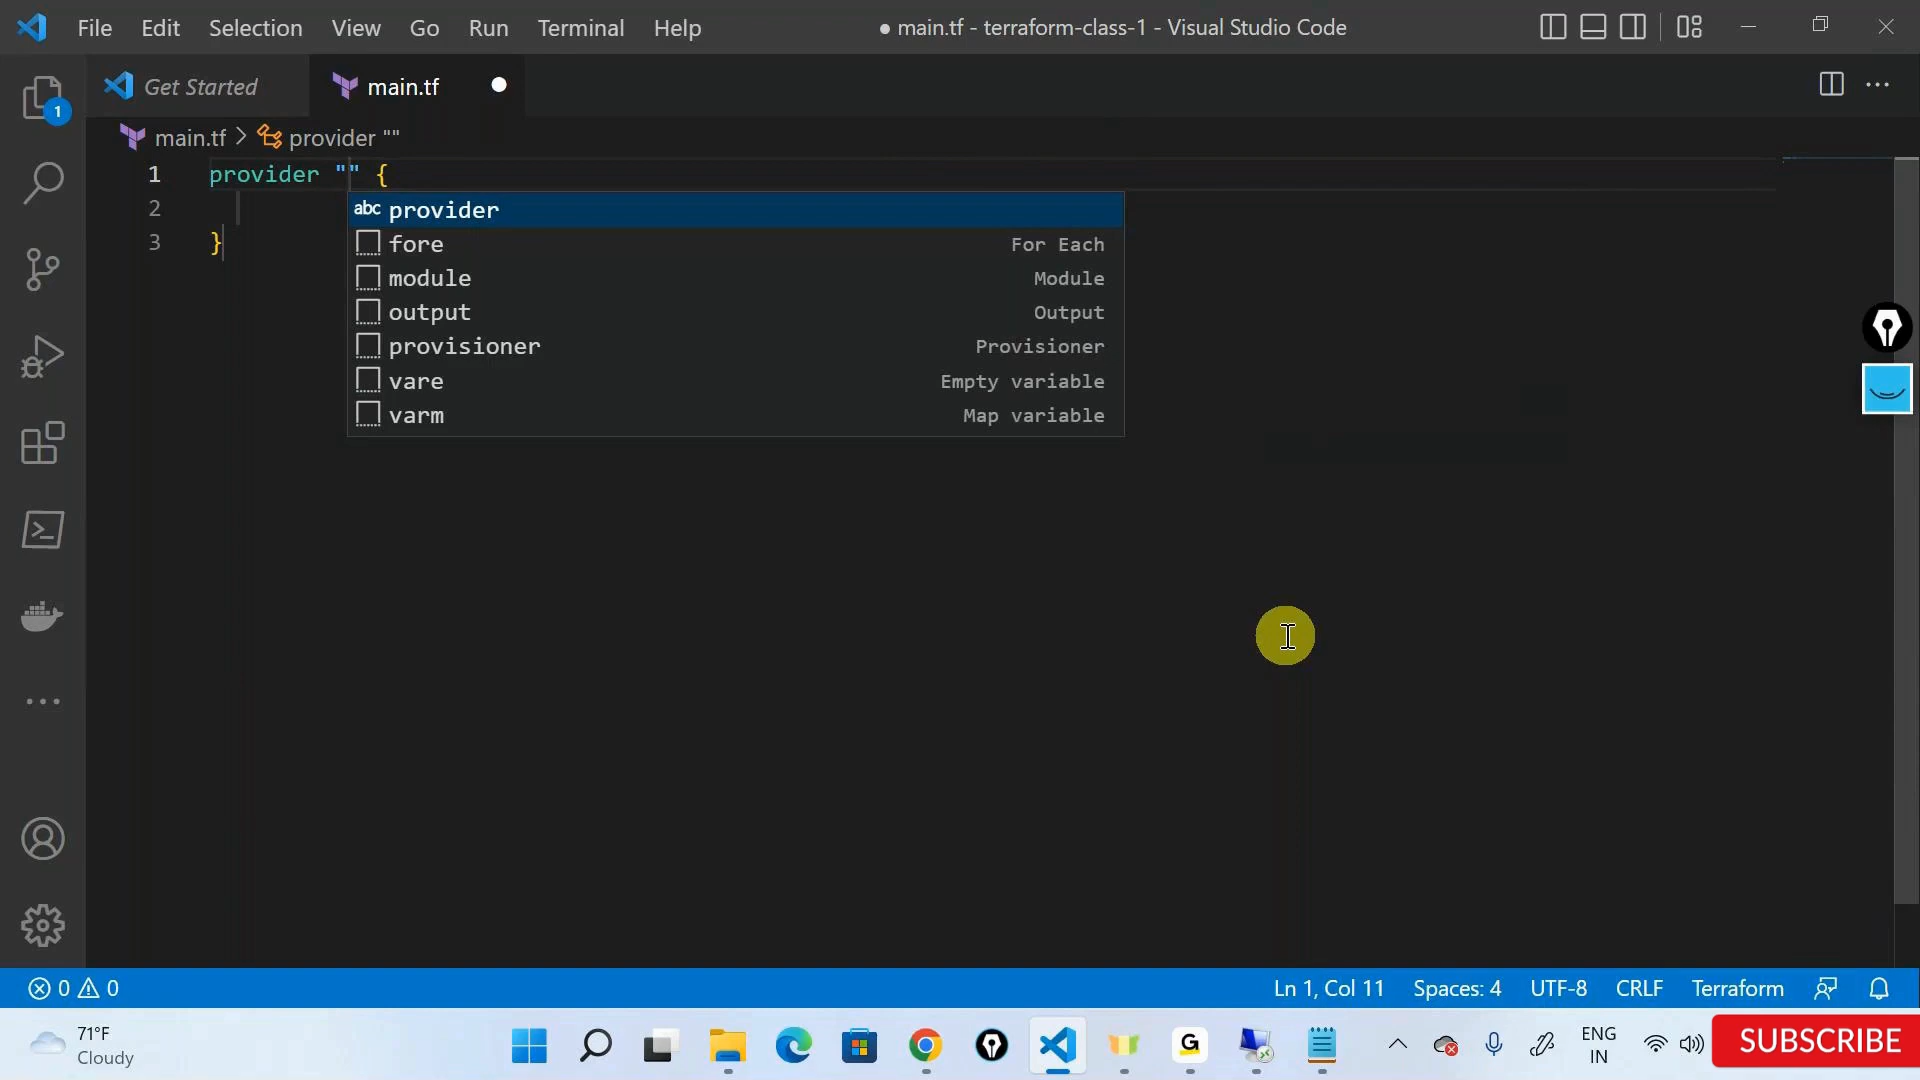 File Edit Selection View Go Run Terminal Help
● main.tf - terraform-class-1 - Visual Studio Code
1
Get Started
main.tf
main.tf > provider ""
1 provider "" {
2
3 }
abc provider
fore For Each
module Module
output Output
provisioner Provisioner
vare Empty variable
varm Map variable
0 0
Ln 1, Col 11 Spaces: 4 UTF-8 CRLF Terraform
71°F
Cloudy
G
ENG
IN
SUBSCRIBE